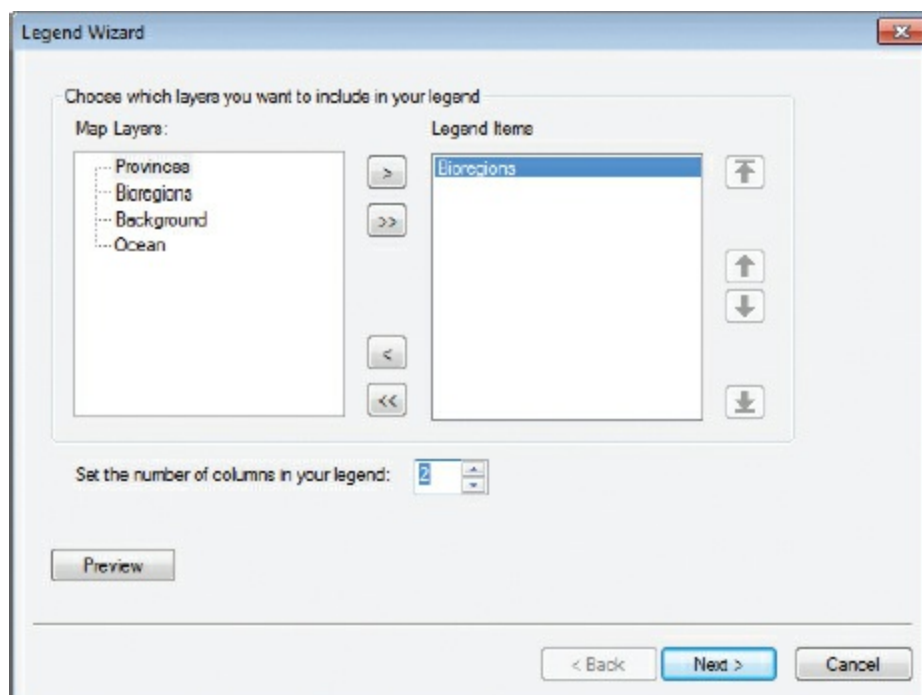 Legend Wizard
Choose which layers you want to include in your legend
Map Layers:
Legend Items
Provinces
Bioregions
Background
Ocean
Bioregions
>
>>
<
<<
Set the number of columns in your legend: 2
Preview
< Back Next > Cancel